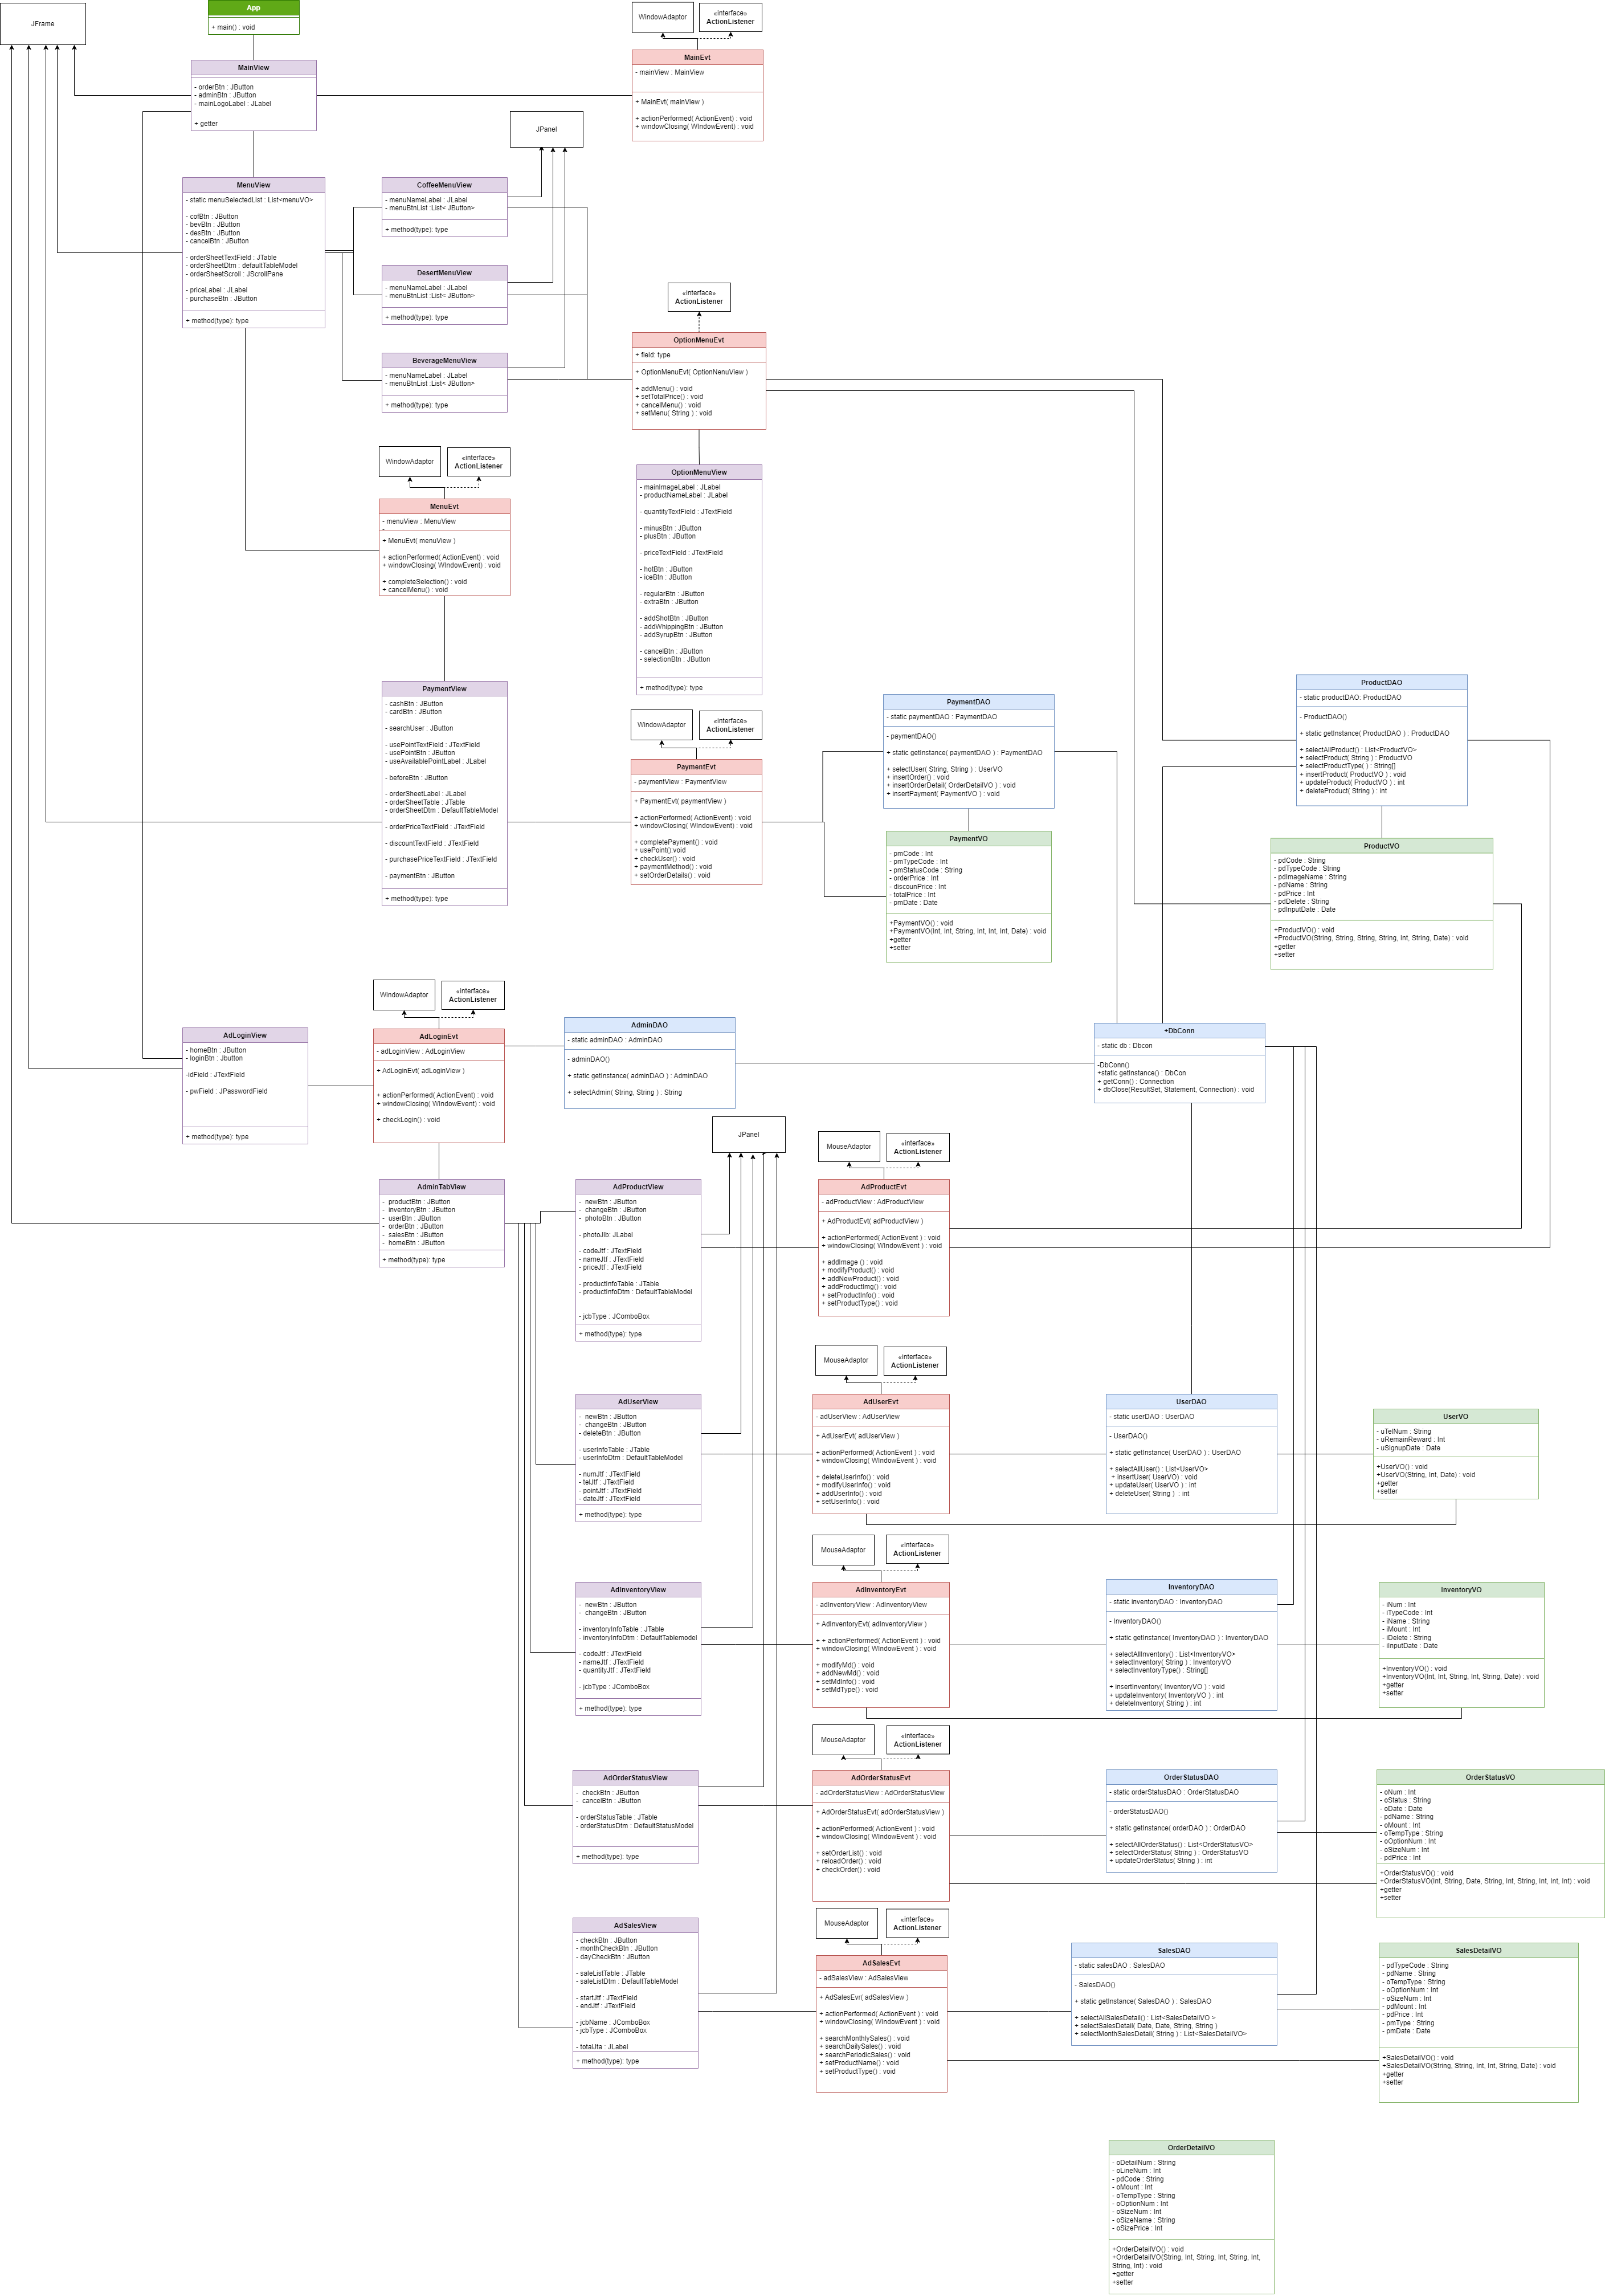 JFrame
App
+ main() : void
WindowAdaptor
«interface»
ActionListener
MainView
- orderBtn : JButton
- adminBtn : JButton
- mainLogoLabel : JLabel
+ getter
MainEvt
- mainView : MainView
+ MainEvt( mainView )
+ actionPerformed( ActionEvent) : void
+ windowClosing( WIndowEvent) : void
JPanel
MenuView
- static menuSelectedList : List<menuVO>
- cofBtn : JButton
- bevBtn : JButton
- desBtn : JButton
- cancelBtn : JButton
- orderSheetTextField : JTable
- orderSheetDtm : defaultTableModel
- orderSheetScroll : JScrollPane
- priceLabel : JLabel
- purchaseBtn : JButton
+ method(type): type
CoffeeMenuView
- menuNameLabel : JLabel
- menuBtnList :List< JButton>
+ method(type): type
DesertMenuView
- menuNameLabel : JLabel
- menuBtnList :List< JButton>
+ method(type): type
BeverageMenuView
- menuNameLabel : JLabel
- menuBtnList :List< JButton>
+ method(type): type
«interface»
ActionListener
OptionMenuEvt
+ field: type
+ OptionMenuEvt( OptionNenuView )
+ addMenu() : void
+ setTotalPrice() : void
+ cancelMenu() : void
+ setMenu( String ) : void
WindowAdaptor
«interface»
ActionListener
MenuEvt
- menuView : MenuView
-
+ MenuEvt( menuView )
+ actionPerformed( ActionEvent) : void
+ windowClosing( WIndowEvent) : void
+ completeSelection() : void
+ cancelMenu() : void
OptionMenuView
- mainImageLabel : JLabel
- productNameLabel : JLabel
- quantityTextField : JTextField
- minusBtn : JButton
- plusBtn : JButton
- priceTextField : JTextField
- hotBtn : JButton
- iceBtn : JButton
- regularBtn : JButton
- extraBtn : JButton
- addShotBtn : JButton
- addWhippingBtn : JButton
- addSyrupBtn : JButton
- cancelBtn : JButton
- selectionBtn : JButton
+ method(type): type
PaymentView
- cashBtn : JButton
- cardBtn : JButton
- searchUser : JButton
- usePointTextField : JTextField
- usePointBtn : JButton
- useAvailablePointLabel : JLabel
- beforeBtn : JButton
- orderSheetLabel : JLabel
- orderSheetTable : JTable
- orderSheetDtm : DefaultTableModel
- orderPriceTextField : JTextField
- discountTextField : JTextField
- purchasePriceTextField : JTextField
- paymentBtn : JButton
+ method(type): type
WindowAdaptor
«interface»
ActionListener
PaymentEvt
- paymentView : PaymentView
+ PaymentEvt( paymentView )
+ actionPerformed( ActionEvent) : void
+ windowClosing( WIndowEvent) : void
+ completePayment() : void
+ usePoint():void
+ checkUser() : void
+ paymentMethod() : void
+ setOrderDetails() : void
PaymentDAO
- static paymentDAO : PaymentDAO
- paymentDAO()
+ static getInstance( paymentDAO ) : PaymentDAO
+ selectUser( String, String ) : UserVO
+ insertOrder() : void
+ insertOrderDetail( OrderDetailVO ) : void
+ insertPayment( PaymentVO ) : void
PaymentVO
- pmCode : Int
- pmTypeCode : Int
- pmStatusCode : String
- orderPrice : Int
- discounPrice : Int
- totalPrice : Int
- pmDate : Date
+PaymentVO() : void
+PaymentVO(Int, Int, String, Int, Int, Int, Date) : void
+getter
+setter
ProductDAO
- static productDAO: ProductDAO
- ProductDAO()
+ static getInstance( ProductDAO ) : ProductDAO
+ selectAllProduct() : List<ProductVO>
+ selectProduct( String ) : ProductVO
+ selectProductType( ) : String[]
+ insertProduct( ProductVO ) : void
+ updateProduct( ProductVO ) : int
+ deleteProduct( String ) : int
ProductVO
- pdCode : String
- pdTypeCode : String
- pdImageName : String
- pdName : String
- pdPrice : Int
- pdDelete : String
- pdInputDate : Date
+ProductVO() : void
+ProductVO(String, String, String, String, Int, String, Date) : void
+getter
+setter
WindowAdaptor
«interface»
ActionListener
AdLoginView
- homeBtn : JButton
- loginBtn : Jbutton
-idField : JTextField
- pwField : JPasswordField
+ method(type): type
AdLoginEvt
- adLoginView : AdLoginView
+ AdLoginEvt( adLoginView )
+ actionPerformed( ActionEvent) : void
+ windowClosing( WIndowEvent) : void
+ checkLogin() : void
AdminDAO
- static adminDAO : AdminDAO
- adminDAO()
+ static getInstance( adminDAO ) : AdminDAO
+ selectAdmin( String, String ) : String
+DbConn
- static db : Dbcon
-DbConn()
+static getInstance() : DbCon
+ getConn() : Connection
+ dbClose(ResultSet, Statement, Connection) : void
JPanel
MouseAdaptor
«interface»
ActionListener
AdminTabView
- productBtn : JButton
- inventoryBtn : JButton
- userBtn : JButton
- orderBtn : JButton
- salesBtn : JButton
- homeBtn : JButton
+ method(type): type
AdProductView
- newBtn : JButton
- changeBtn : JButton
- photoBtn : JButton
- photoJlb: JLabel
- codeJtf : JTextField
- nameJtf : JTextField
- priceJtf : JTextField
- productInfoTable : JTable
- productInfoDtm : DefaultTableModel
- jcbType : JComboBox
+ method(type): type
AdProductEvt
- adProductView : AdProductView
+ AdProductEvt( adProductView )
+ actionPerformed( ActionEvent ) : void
+ windowClosing( WIndowEvent ) : void
+ addImage () : void
+ modifyProduct() : void
+ addNewProduct() : void
+ addProductImg() : void
+ setProductInfo() : void
+ setProductType() : void
MouseAdaptor
«interface»
ActionListener
AdUserView
- newBtn : JButton
- changeBtn : JButton
- deleteBtn : JButton
- userInfoTable : JTable
- userInfoDtm : DefaultTableModel
- numJtf : JTextField
- telJtf : JTextField
- pointJtf : JTextField
- dateJtf : JTextField
+ method(type): type
AdUserEvt
- adUserView : AdUserView
+ AdUserEvt( adUserView )
+ actionPerformed( ActionEvent ) : void
+ windowClosing( WIndowEvent ) : void
+ deleteUserInfo() : void
+ modifyUserInfo() : void
+ addUserInfo() : void
+ setUserInfo() : void
UserDAO
- static userDAO : UserDAO
- UserDAO()
+ static getInstance( UserDAO ) : UserDAO
+ selectAllUser() : List<UserVO>
+ insertUser( UserVO) : void
+ updateUser( UserVO ) : int
+ deleteUser( String ) : int
UserVO
- uTelNum : String
- uRemainReward : Int
- uSignupDate : Date
+UserVO() : void
+UserVO(String, Int, Date) : void
+getter
+setter
MouseAdaptor
«interface»
ActionListener
AdInventoryView
- newBtn : JButton
- changeBtn : JButton
- inventoryInfoTable : JTable
- inventoryInfoDtm : DefaultTablemodel
- codeJtf : JTextField
- nameJtf : JTextField
- quantityJtf : JTextField
- jcbType : JComboBox
+ method(type): type
AdInventoryEvt
- adInventoryView : AdInventoryView
+ AdInventoryEvt( adInventoryView )
+ + actionPerformed( ActionEvent ) : void
+ windowClosing( WIndowEvent ) : void
+ modifyMd() : void
+ addNewMd() : void
+ setMdInfo() : void
+ setMdType() : void
InventoryDAO
- static inventoryDAO : InventoryDAO
- InventoryDAO()
+ static getInstance( InventoryDAO ) : InventoryDAO
+ selectAllInventory() : List<InventoryVO>
+ selectInventory( String ) : InventoryVO
+ selectInventoryType() : String[]
+ insertInventory( InventoryVO ) : void
+ updateInventory( InventoryVO ) : int
+ deleteInventory( String ) : int
InventoryVO
- iNum : Int
- iTypeCode : Int
- iName : String
- iMount : Int
- iDelete : String
- iInputDate : Date
+InventoryVO() : void
+InventoryVO(Int, Int, String, Int, String, Date) : void
+getter
+setter
MouseAdaptor
«interface»
ActionListener
AdOrderStatusView
- checkBtn : JButton
- cancelBtn : JButton
- orderStatusTable : JTable
- orderStatusDtm : DefaultStatusModel
+ method(type): type
AdOrderStatusEvt
- adOrderStatusView : AdOrderStatusView
+ AdOrderStatusEvt( adOrderStatusView )
+ actionPerformed( ActionEvent ) : void
+ windowClosing( WIndowEvent ) : void
+ setOrderList() : void
+ reloadOrder() : void
+ checkOrder() : void
OrderStatusDAO
- static orderStatusDAO : OrderStatusDAO
- orderStatusDAO()
+ static getInstance( orderDAO ) : OrderDAO
+ selectAllOrderStatus() : List<OrderStatusVO>
+ selectOrderStatus( String ) : OrderStatusVO
+ updateOrderStatus( String ) : int
OrderStatusVO
- oNum : Int
- oStatus : String
- oDate : Date
- pdName : String
- oMount : Int
- oTempType : String
- oOptionNum : Int
- oSizeNum : Int
- pdPrice : Int
+OrderStatusVO() : void
+OrderStatusVO(Int, String, Date, String, Int, String, Int, Int, Int) : void
+getter
+setter
MouseAdaptor
«interface»
ActionListener
AdSalesView
- checkBtn : JButton
- monthCheckBtn : JButton
- dayCheckBtn : JButton
- saleListTable : JTable
- saleListDtm : DefaultTableModel
- startJtf : JTextField
- endJtf : JTextField
- jcbName : JComboBox
- jcbType : JComboBox
- totalJta : JLabel
+ method(type): type
AdSalesEvt
- adSalesView : AdSalesView
+ AdSalesEvr( adSalesView )
+ actionPerformed( ActionEvent ) : void
+ windowClosing( WIndowEvent ) : void
+ searchMonthlySales() : void
+ searchDailySales() : void
+ searchPeriodicSales() : void
+ setProductName() : void
+ setProductType() : void
SalesDAO
- static salesDAO : SalesDAO
- SalesDAO()
+ static getInstance( SalesDAO ) : SalesDAO
+ selectAllSalesDetail() : List<SalesDetailVO >
+ selectSalesDetail( Date, Date, String, String )
+ selectMonthSalesDetail( String ) : List<SalesDetailVO>
SalesDetailVO
- pdTypeCode : String
- pdName : String
- oTempType : String
- oOptionNum : Int
- oSizeNum : Int
- pdMount : Int
- pdPrice : Int
- pmType : String
- pmDate : Date
+SalesDetailVO() : void
+SalesDetailVO(String, String, Int, Int, String, Date) : void
+getter
+setter
OrderDetailVO
- oDetailNum : String
- oLineNum : Int
- pdCode : String
- oMount : Int
- oTempType : String
- oOptionNum : Int
- oSizeNum : Int
- oSizeName : String
- oSizePrice : Int
+OrderDetailVO() : void
+OrderDetailVO(String, Int, String, Int, String, Int,
String, Int) : void
+getter
+setter